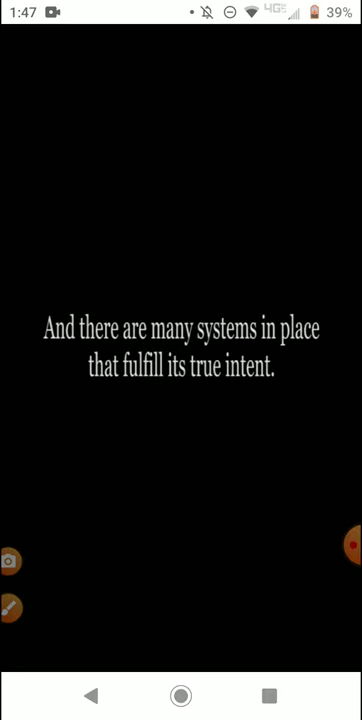 1:47 4G 39%
And there are many systems in place
that fulfill its true intent.